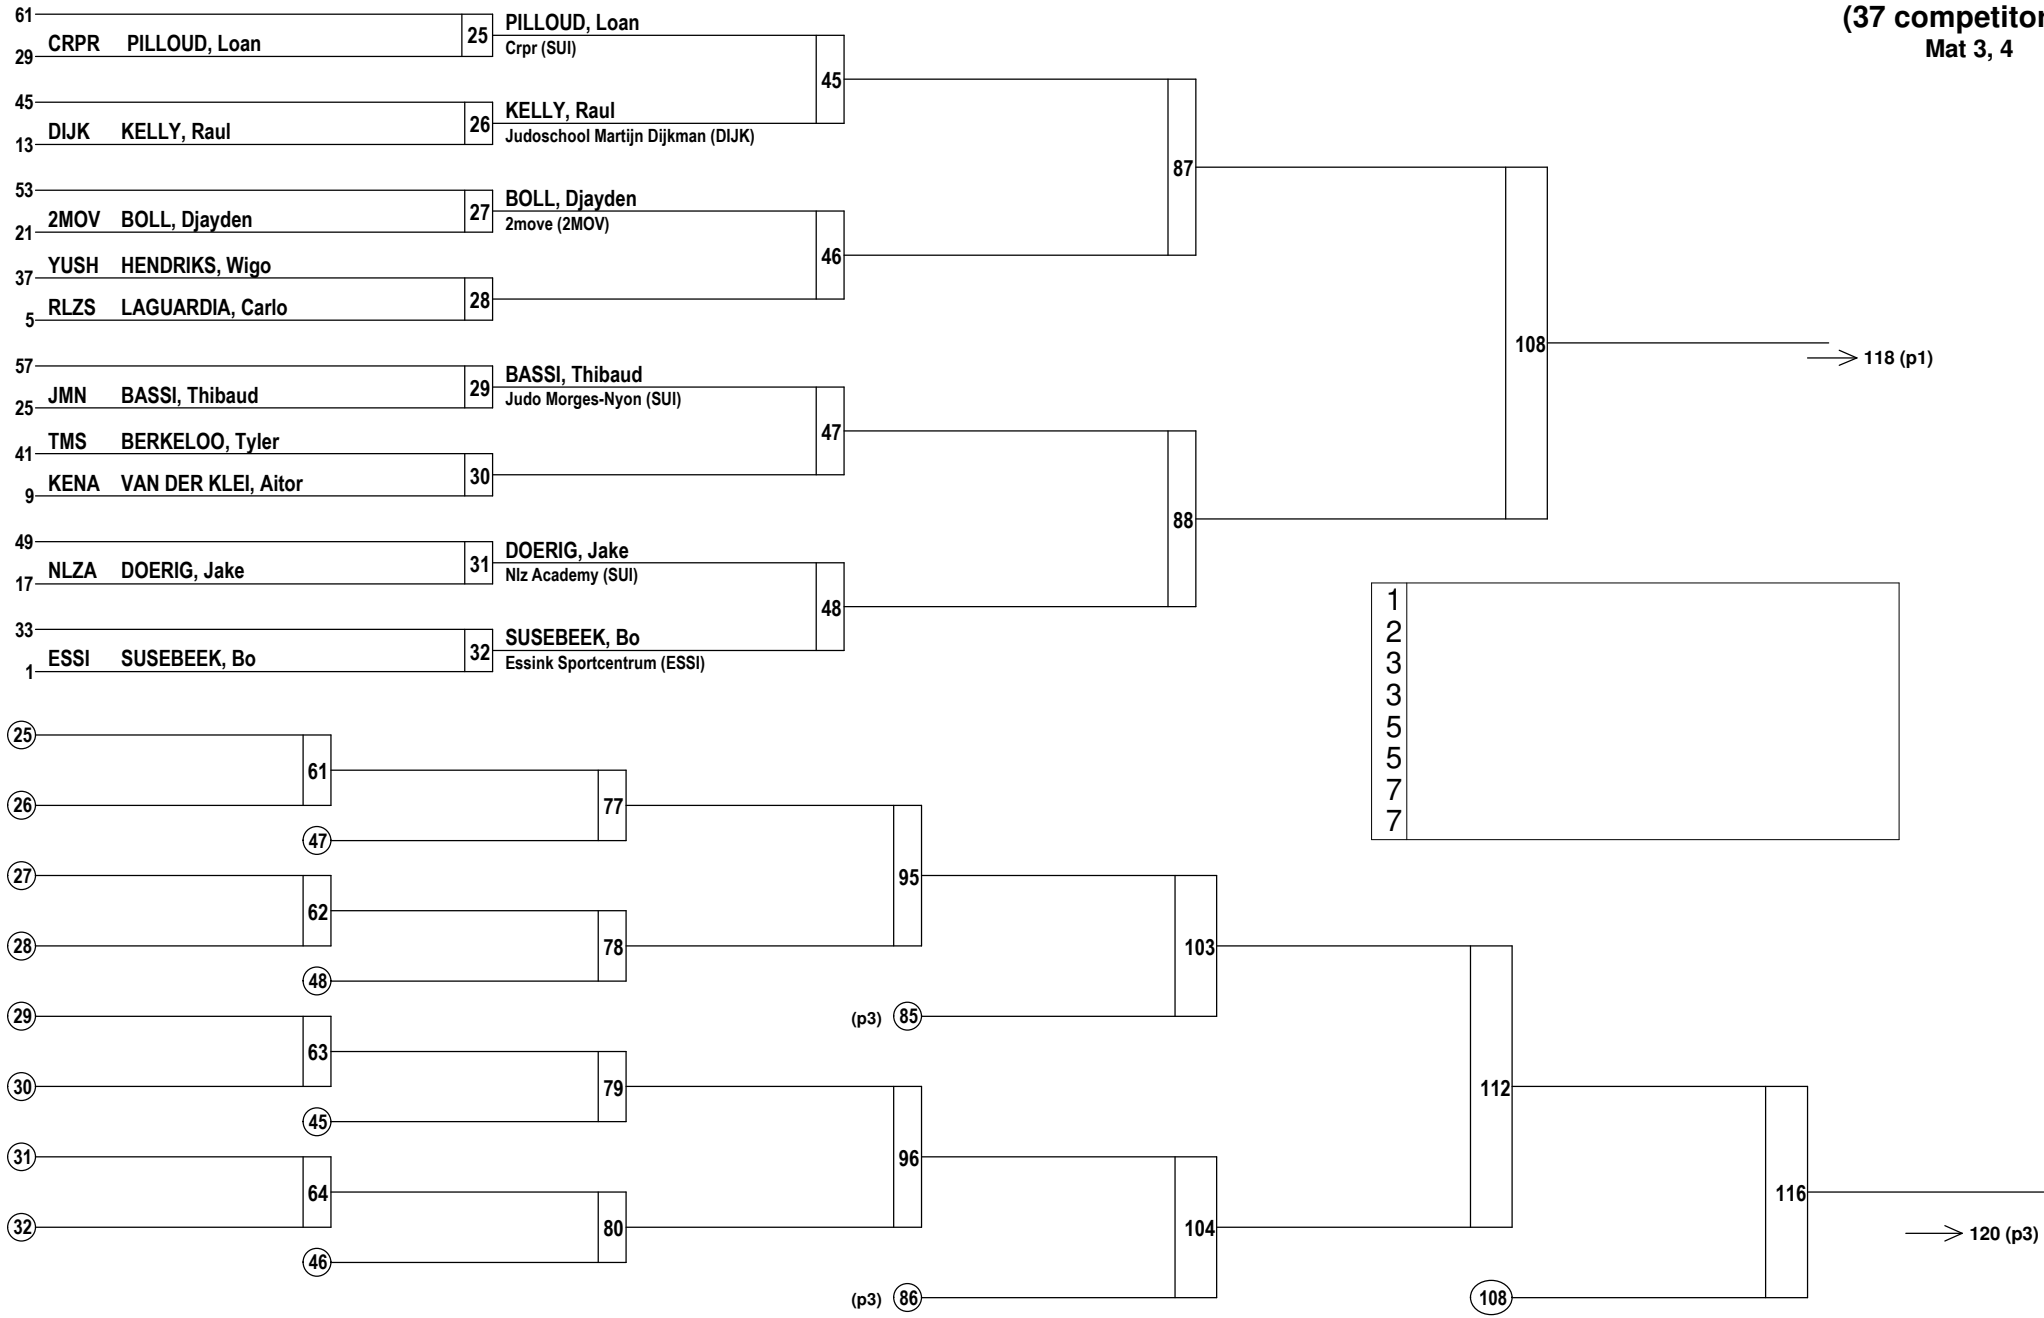 (37 competitor
Mat 3, 4
61
CRPR PILLOUD, Loan
29
25
PILLOUD, Loan
Crpr (SUI)
45
45
DIJK KELLY, Raul
13
26
KELLY, Raul
Judoschool Martijn Dijkman (DIJK)
87
53
2MOV BOLL, Djayden
21
27
BOLL, Djayden
2move (2MOV)
46
YUSH HENDRIKS, Wigo
37
28
RLZS LAGUARDIA, Carlo
5
108
118 (p1)
57
JMN BASSI, Thibaud
25
29
BASSI, Thibaud
Judo Morges-Nyon (SUI)
47
TMS BERKELOO, Tyler
41
30
KENA VAN DER KLEI, Aitor
9
88
49
NLZA DOERIG, Jake
17
31
DOERIG, Jake
Nlz Academy (SUI)
48
33
ESSI SUSEBEEK, Bo
1
32
SUSEBEEK, Bo
Essink Sportcentrum (ESSI)
1
2
3
3
5
5
7
7
25
61
26
77
47
95
27
62
28
78
48
103
(p3) 85
29
63
30
79
45
112
96
31
64
32
80
46
104
(p3) 86
116
108
120 (p3)